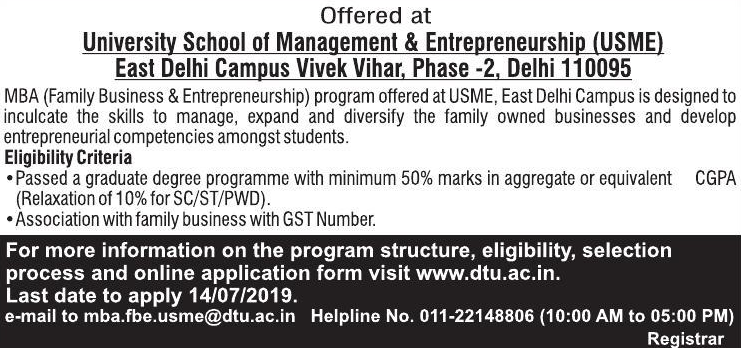 Offered at
University School of Management & Entrepreneurship (USME)
East Delhi Campus Vivek Vihar, Phase -2, Delhi 110095
MBA (Family Business & Entrepreneurship) program offered at USME, East Delhi Campus is designed to
inculcate the skills to manage, expand and diversify the family owned businesses and develop
entrepreneurial competencies amongst students.
Eligibility Criteria
•Passed a graduate degree programme with minimum 50% marks in aggregate or equivalent CGPA
(Relaxation of 10% for SC/ST/PWD).
•Association with family business with GST Number.
For more information on the program structure, eligibility, selection
process and online application form visit www.dtu.ac.in.
Last date to apply 14/07/2019.
e-mail to mba.fbe.usme@dtu.ac.in Helpline No. 011-22148806 (10:00 AM to 05:00 PM)
Registrar